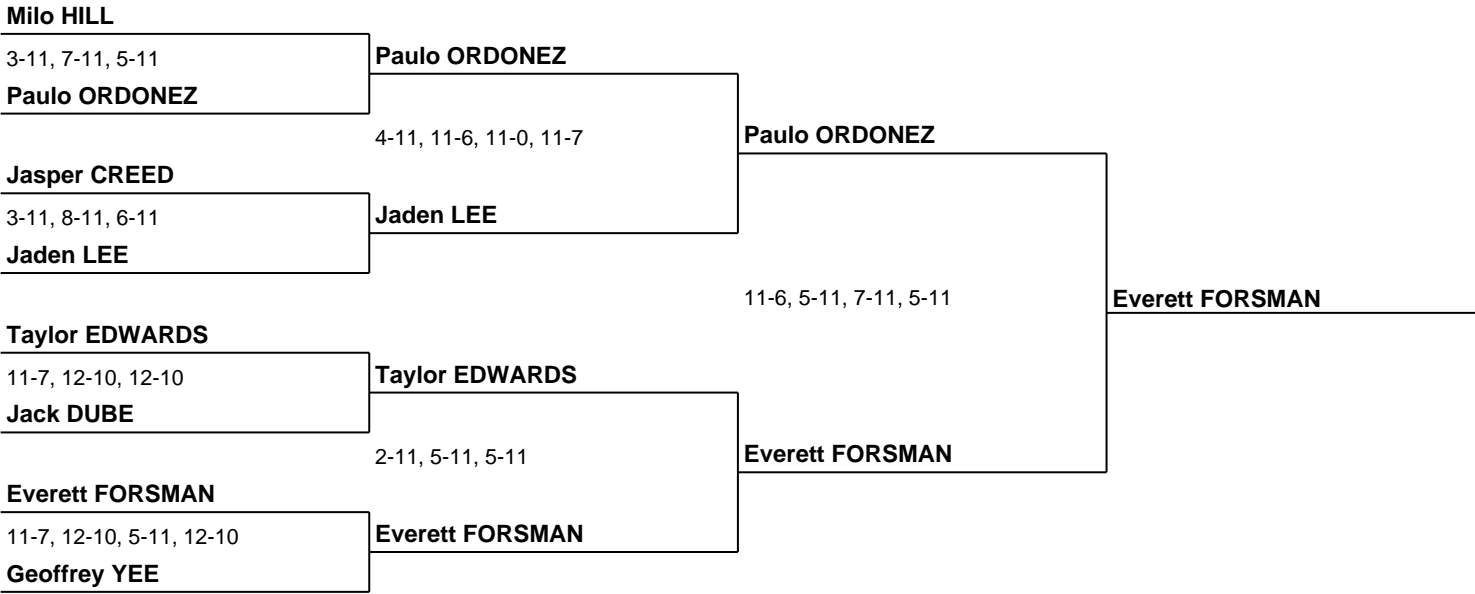 Milo HILL
3-11, 7-11, 5-11
Paulo ORDONEZ
Paulo ORDONEZ
4-11, 11-6, 11-0, 11-7
Paulo ORDONEZ
Jasper CREED
3-11, 8-11, 6-11
Jaden LEE
Jaden LEE
11-6, 5-11, 7-11, 5-11
Everett FORSMAN
Taylor EDWARDS
11-7, 12-10, 12-10
Jack DUBE
Taylor EDWARDS
2-11, 5-11, 5-11
Everett FORSMAN
Everett FORSMAN
11-7, 12-10, 5-11, 12-10
Geoffrey YEE
Everett FORSMAN